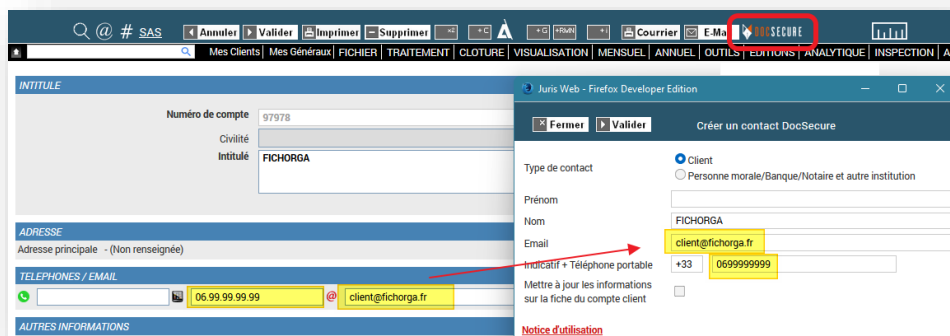 @ # SAS Annuler Valider Imprimer Supprimer +E +C +G +RWN +I Courrier E-Ma DOCSECURE
Mes Clients Mes Généraux FICHIER TRAITEMENT CLOTURE VISUALISATION MENSUEL ANNUEL OUTILS EDITIONS ANALYTIQUE INSPECTION A
INTITULE
Numéro de compte 97978
Civilité
Intitulé FICHORGA
ADRESSE
Adresse principale - (Non renseignée)
TELEPHONES / EMAIL
06.99.99.99.99 @ client@fichorga.fr
AUTRES INFORMATIONS
Juris Web - Firefox Developer Edition
Fermer Valider Créer un contact DocSecure
Type de contact
Client
Personne morale/Banque/Notaire et autre institution
Prénom
Nom FICHORGA
Email client@fichorga.fr
Indicatif + Téléphone portable +33 0699999999
Mettre à jour les informations
sur la fiche du compte client
Notice d'utilisation